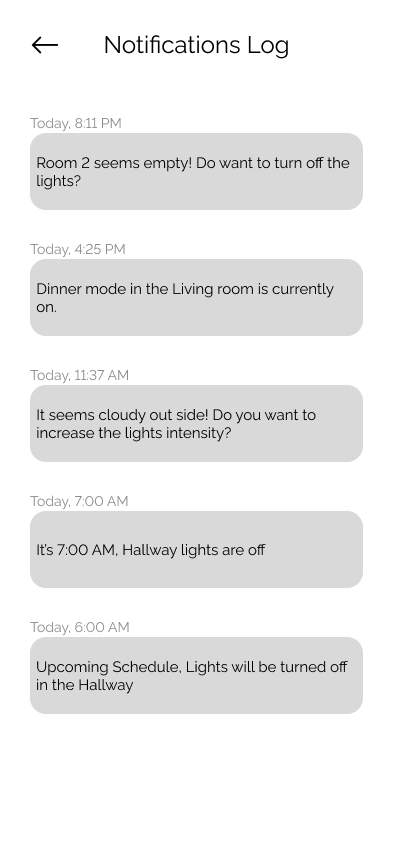 Notifications Log
Today, 8:11 PM
Room 2 seems empty! Do want to turn off the
lights?
Today, 4:25 PM
Dinner mode in the Living room is currently
on.
Today, 11:37 AM
It seems cloudy out side! Do you want to
increase the lights intensity?
Today, 7:00 AM
It's 7:00 AM, Hallway lights are off
Today, 6:00 AM
Upcoming Schedule, Lights will be turned off
in the Hallway